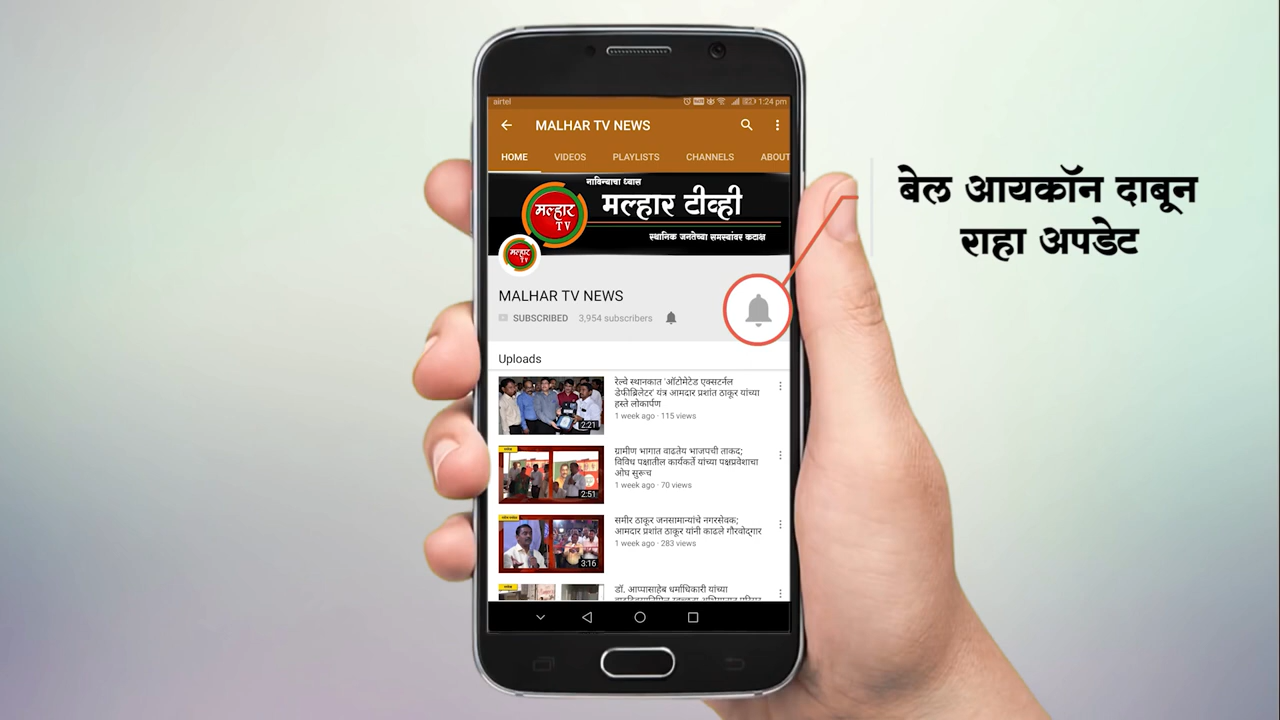 airtel 1:24 pm
MALHAR TV NEWS
HOME VIDEOS PLAYLISTS CHANNELS ABOUT
नाविन्याचा ध्यास
मल्हार टीव्ही
स्थानिक जनतेच्या समस्यांवर कटाक्ष
मल्हार
TV
मल्हार
TV
MALHAR TV NEWS
SUBSCRIBED 3,954 subscribers
बेल आयकॉन दाबून
राहा अपडेट
Uploads
रेल्वे स्थानकात 'ऑटोमेटेड एक्सटर्नल
डेफीब्रिलेटर' यंत्र आमदार प्रशांत ठाकूर यांच्या
हस्ते लोकार्पण
1 week ago · 115 views
2:21
ग्रामीण भागात वाढतेय भाजपची ताकद;
विविध पक्षातील कार्यकर्ते यांच्या पक्षप्रवेशाचा
ओघ सुरूच
1 week ago · 70 views
2:51
समीर ठाकूर जनसामान्यांचे नगरसेवक;
आमदार प्रशांत ठाकूर यांनी काढले गौरवोद्गार
1 week ago · 283 views
3:16
डॉ. आप्पासाहेब धर्माधिकारी यांच्या